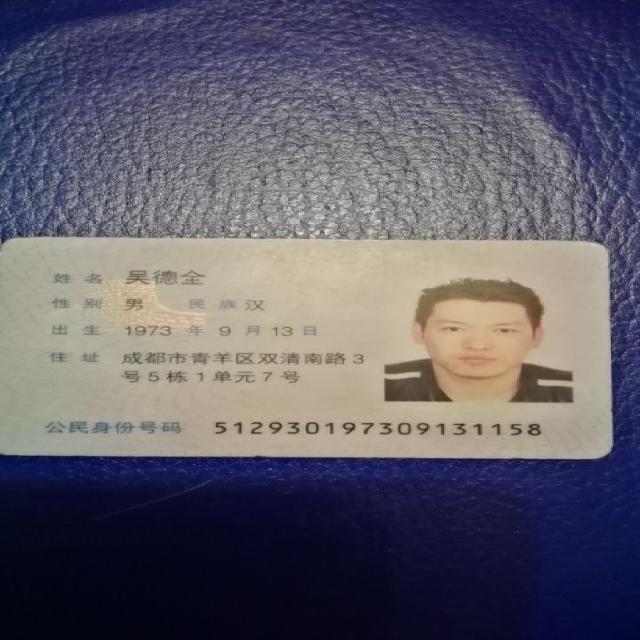 姓名 吴德全
性别 男 民族 汉
出生 1973 年 9 月 13 日
住址 成都市青羊区双清南路3
号5栋1单元7号
公民身份号码 512930197309131158